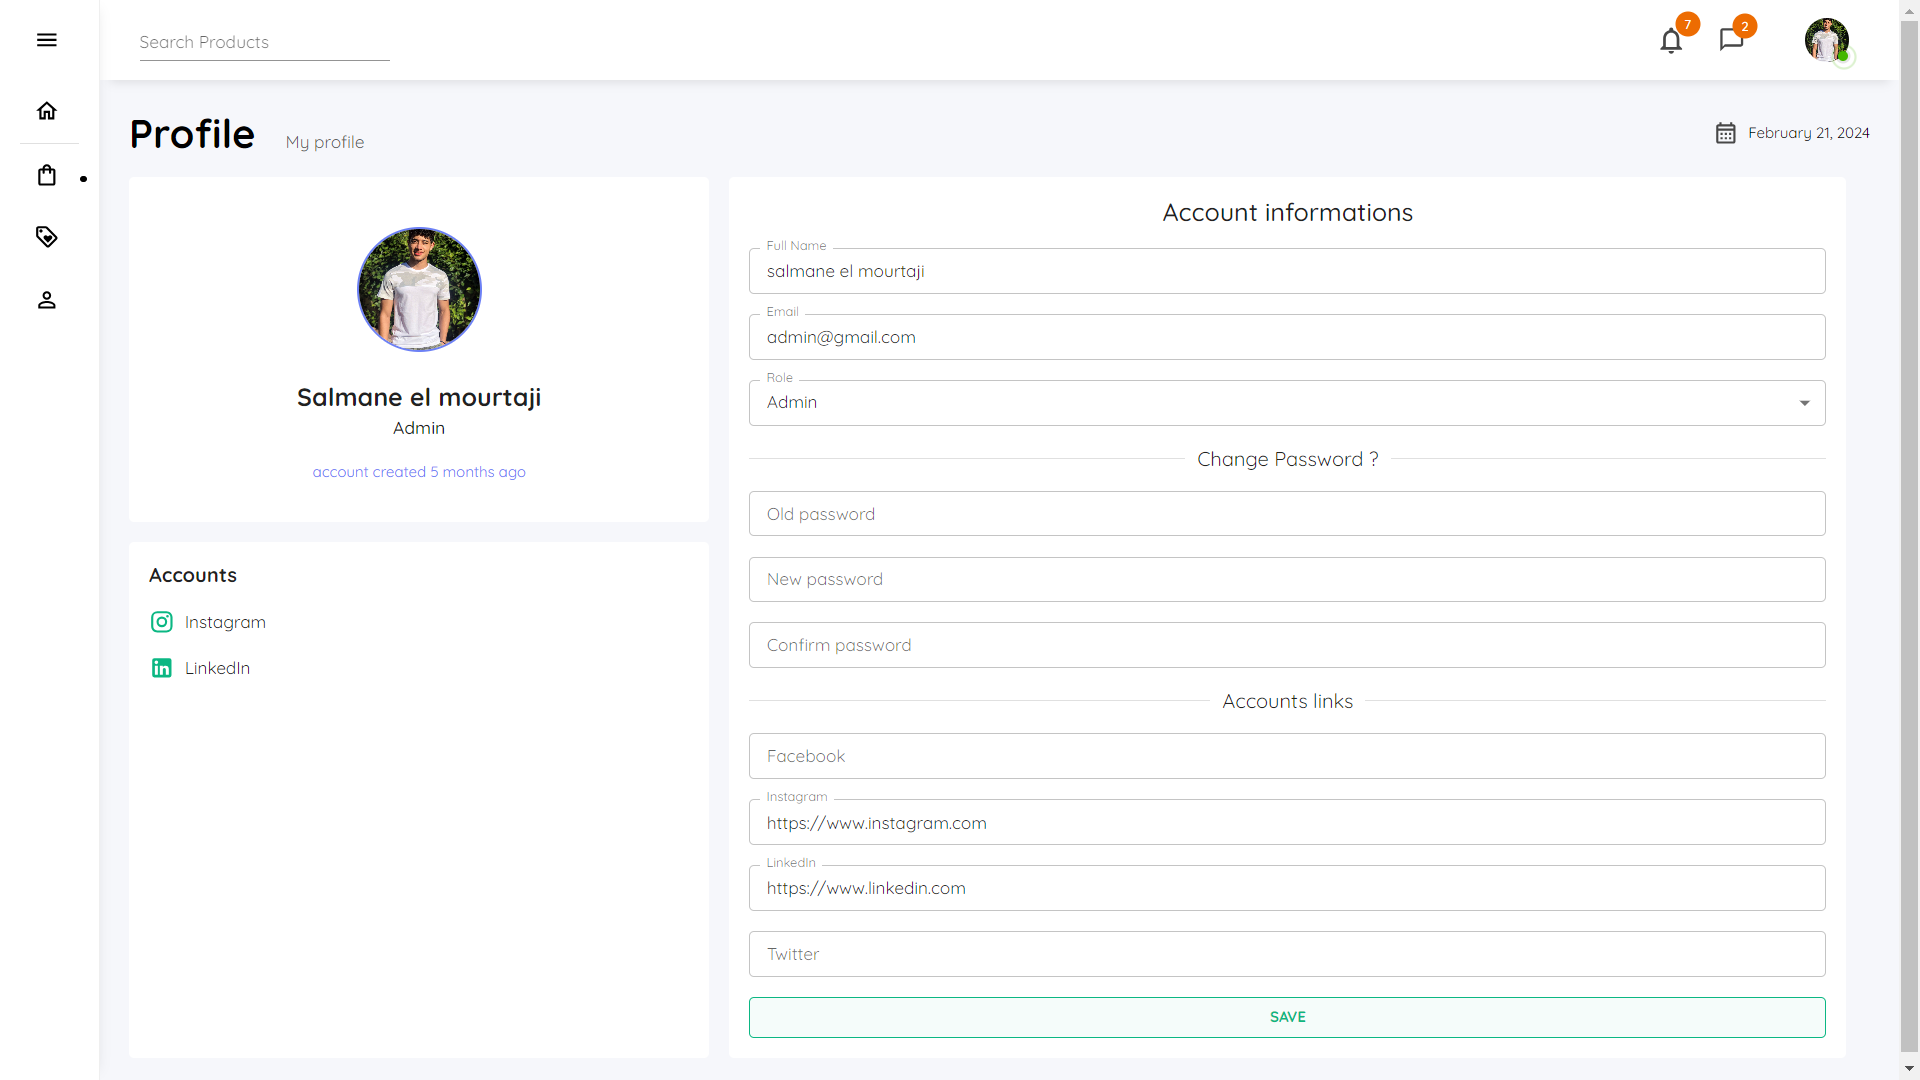 Search Products
7
2
Profile
My profile
February 21, 2024
Salmane el mourtaji
Admin
account created 5 months ago
Accounts
Instagram
LinkedIn
Account informations
Full Name
salmane el mourtaji
Email
admin@gmail.com
Role
Admin
Change Password ?
Old password
New password
Confirm password
Accounts links
Facebook
Instagram
https://www.instagram.com
LinkedIn
https://www.linkedin.com
Twitter
SAVE